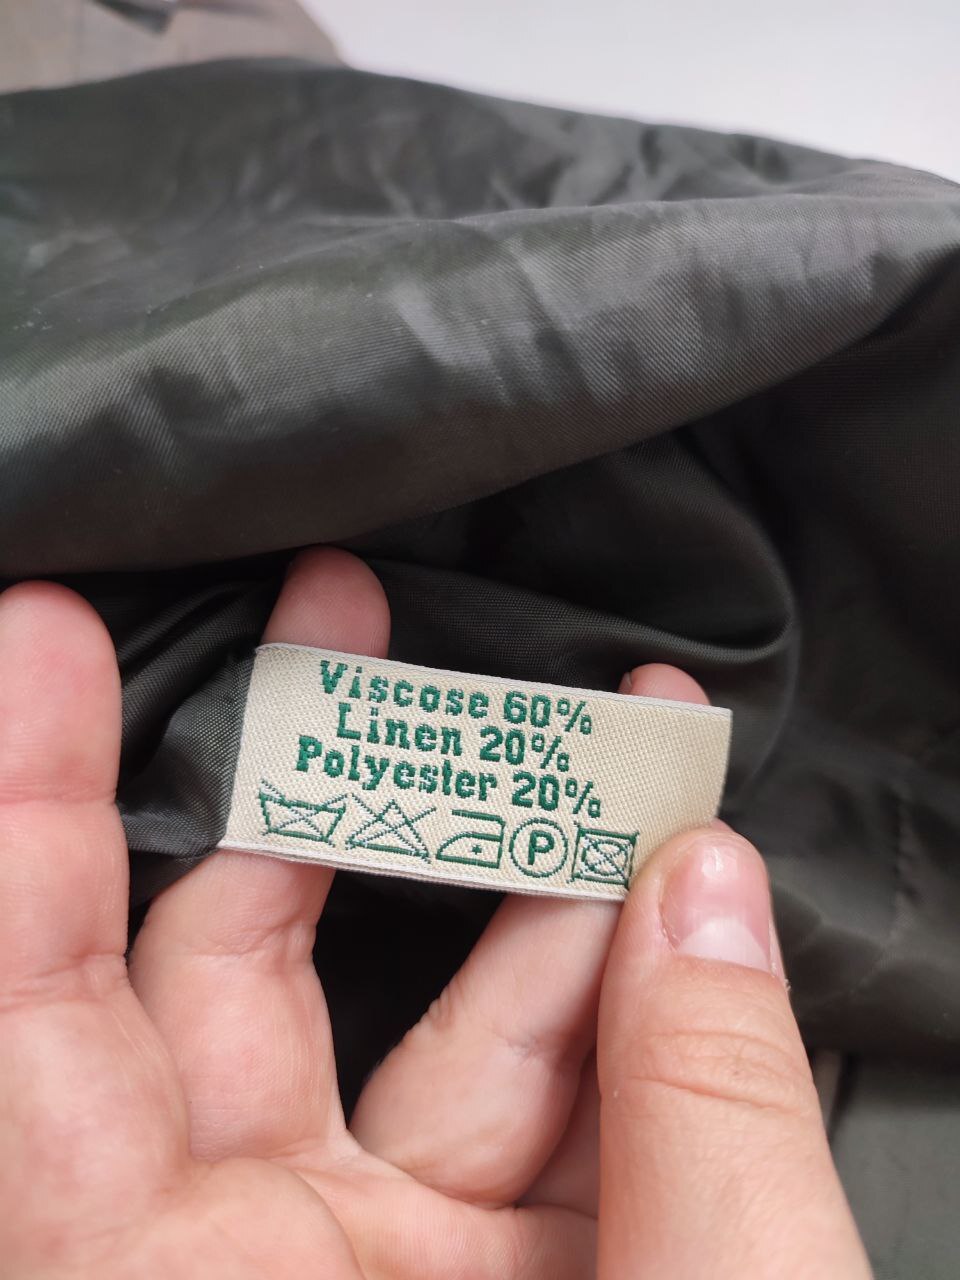 Viscose 60%
Linen 20%
Polyester 20%
P